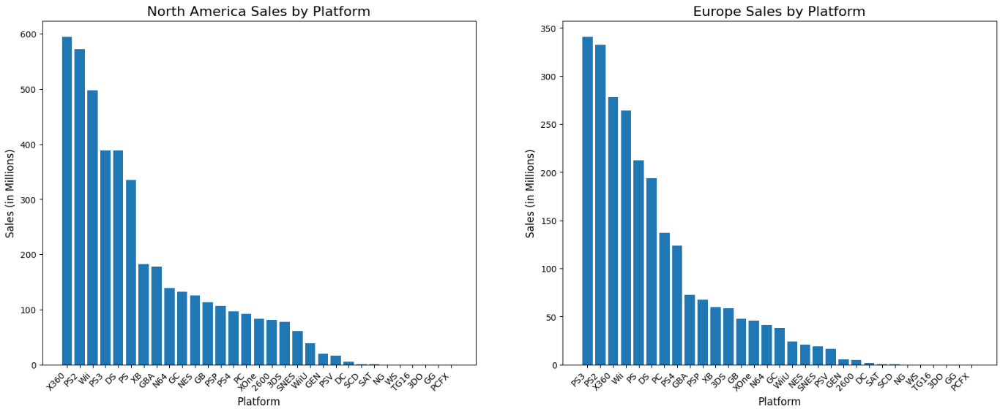 North America Sales by Platform
600
500
400
300
200
100
0
Sales (in Millions)
X360 PS2 Wii PS3 DS PS XB GBA N64 GC NES GB PSP PS4 PC XOne 2600 3DS SNES WiiU GEN PSV DC SCD SAT NG WS TG16 3DO GG PCFX
Platform
Europe Sales by Platform
350
300
250
200
150
100
50
0
Sales (in Millions)
PS3 PS2 X360 Wii PS DS PC PS4 GBA PSP XB 3DS GB XOne N64 GC WiiU NES SNES PSV GEN 2600 DC SAT SCD NG WS TG16 3DO GG PCFX
Platform